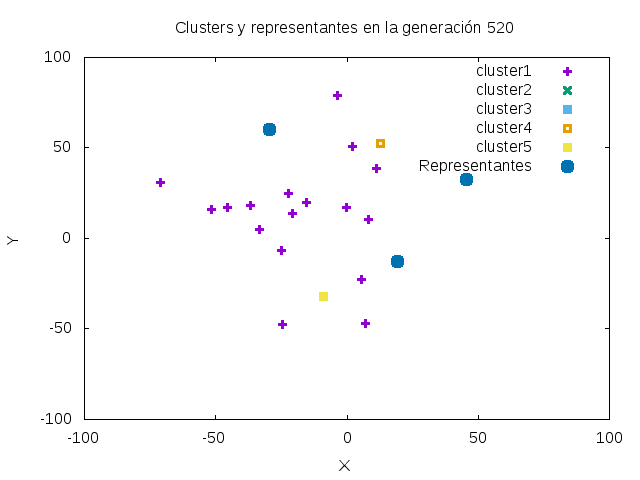 Clusters y representantes en la generación 520
100
50
0
-50
-100
-100
-50
0
50
100
X
Y
cluster1
cluster2
cluster3
cluster4
cluster5
Representantes